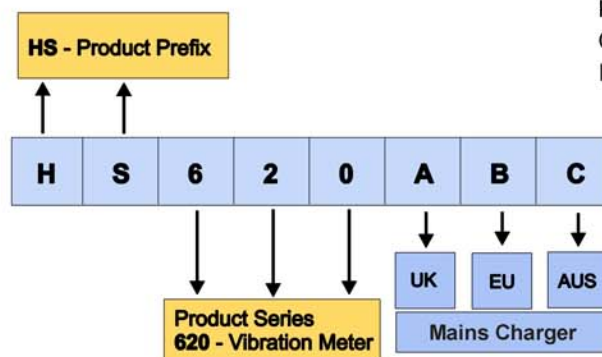 HS - Product Prefix
H S 6 2 0 A B C
UK EU AUS
Product Series
620 - Vibration Meter
Mains Charger